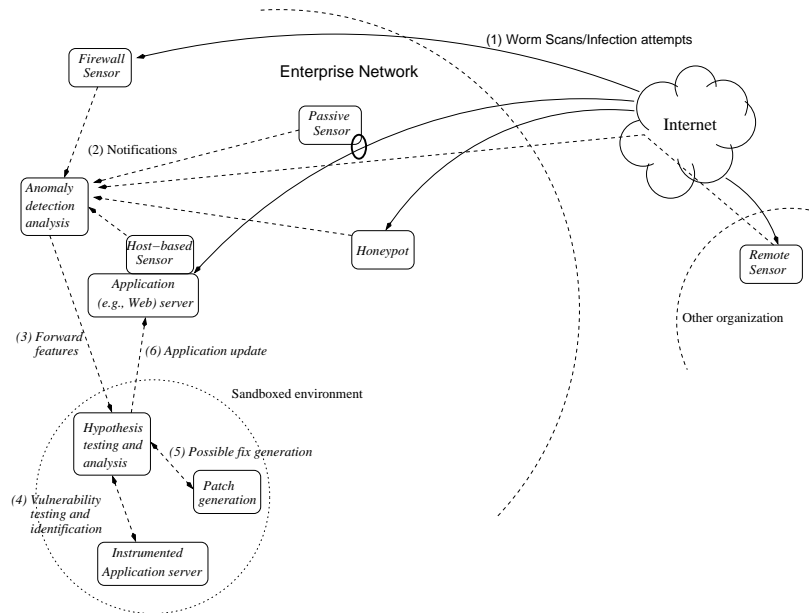 (1) Worm Scans/Infection attempts
Firewall
Sensor
Enterprise Network
Passive
Sensor
Internet
(2) Notifications
Anomaly
detection
analysis
Host−based
Sensor
Honeypot
Remote
Sensor
Application
(e.g., Web) server
Other organization
(3) Forward
features
(6) Application update
Sandboxed environment
Hypothesis
testing and
analysis
(5) Possible fix generation
Patch
generation
(4) Vulnerability
testing and
identification
Instrumented
Application server